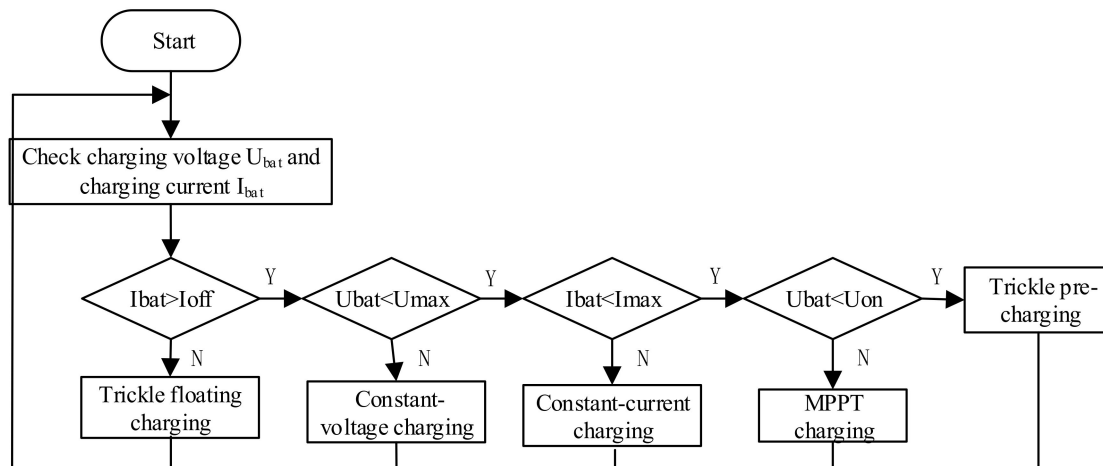 Start
Check charging voltage Ubat and
charging current Ibat
Ibat>Ioff
Y
Ubat<Umax
Y
Ibat<Imax
Y
Ubat<Uon
Y
Trickle pre-
charging
N
N
N
N
Trickle floating
charging
Constant-
voltage charging
Constant-current
charging
MPPT
charging